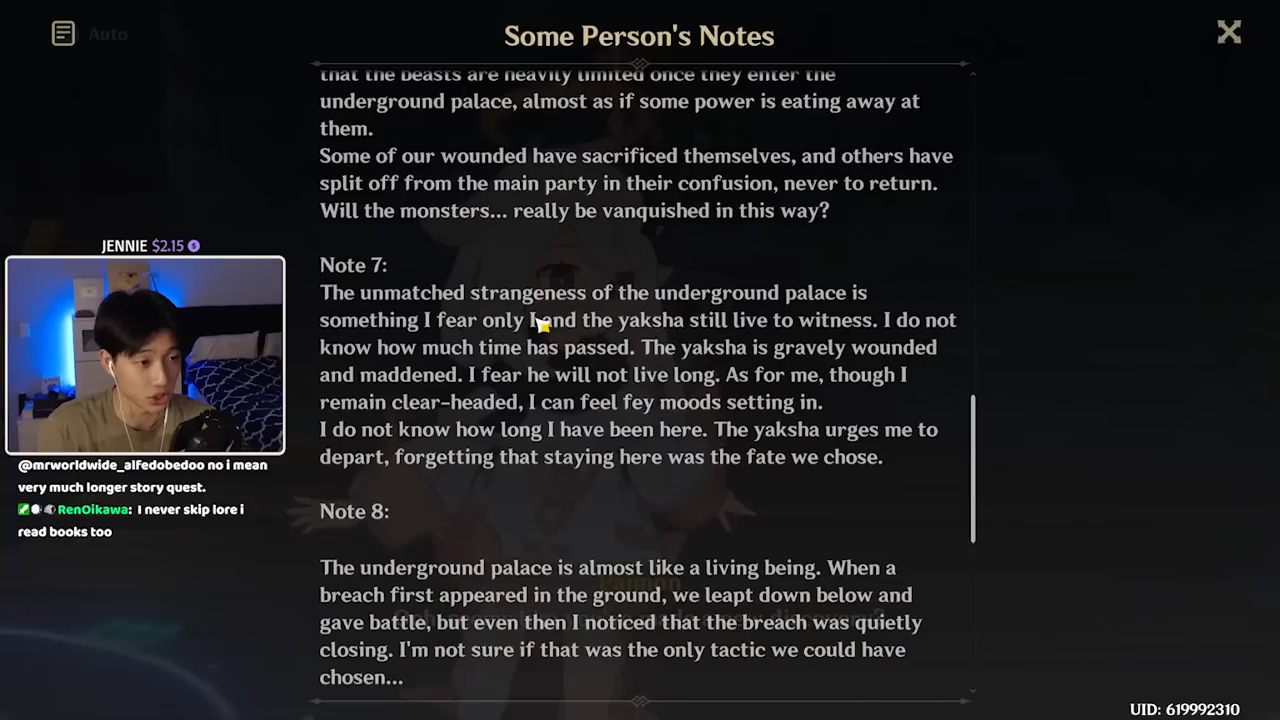 Auto
Some Person's Notes
that the beasts are heavily limited once they enter the
underground palace, almost as if some power is eating away at
them.
Some of our wounded have sacrificed themselves, and others have
split off from the main party in their confusion, never to return.
Will the monsters... really be vanquished in this way?
Note 7:
The unmatched strangeness of the underground palace is
something I fear only I and the yaksha still live to witness. I do not
know how much time has passed. The yaksha is gravely wounded
and maddened. I fear he will not live long. As for me, though I
remain clear-headed, I can feel fey moods setting in.
I do not know how long I have been here. The yaksha urges me to
depart, forgetting that staying here was the fate we chose.
Note 8:
The underground palace is almost like a living being. When a
breach first appeared in the ground, we leapt down below and
gave battle, but even then I noticed that the breach was quietly
closing. I'm not sure if that was the only tactic we could have
chosen...
JENNIE $2.15
@mrworldwide_alfedobedoo no i mean
very much longer story quest.
RenOikawa: I never skip lore i
read books too
Paimon
UID: 619992310